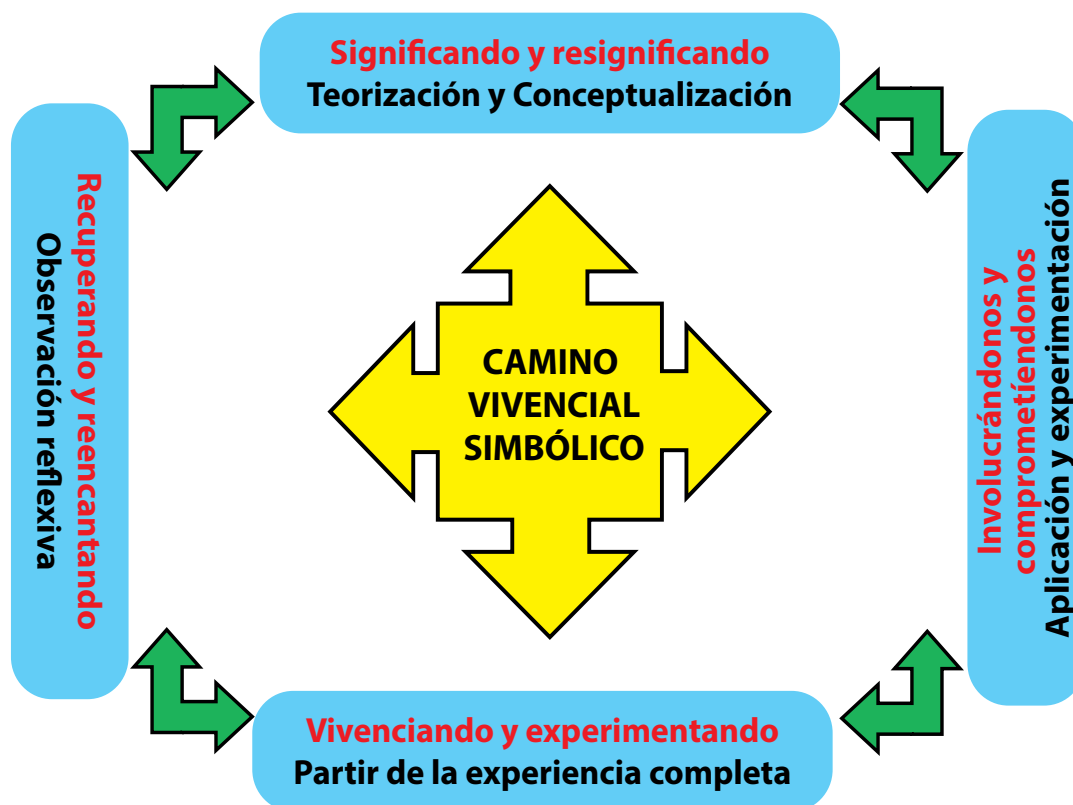 Significando y resignificando
Teorización y Conceptualización
Recuperando y reencantando
Observación reflexiva
CAMINO
VIVENCIAL
SIMBÓLICO
Involucrándonos y
comprometíendonos
Aplicación y experimentación
Vivenciando y experimentando
Partir de la experiencia completa